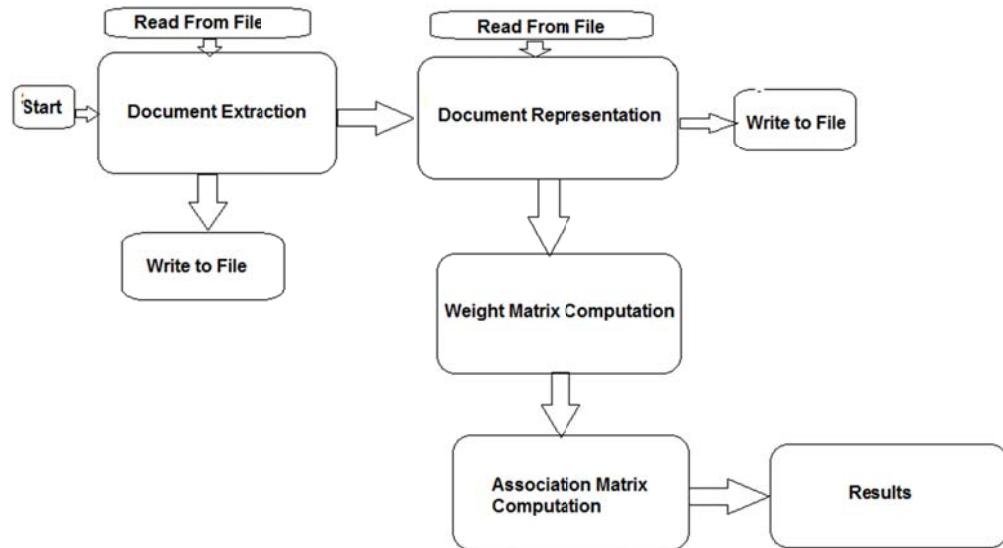 Read From File
Read From File
Start
Document Extraction
Document Representation
Write to File
Write to File
Weight Matrix Computation
Association Matrix
Computation
Results